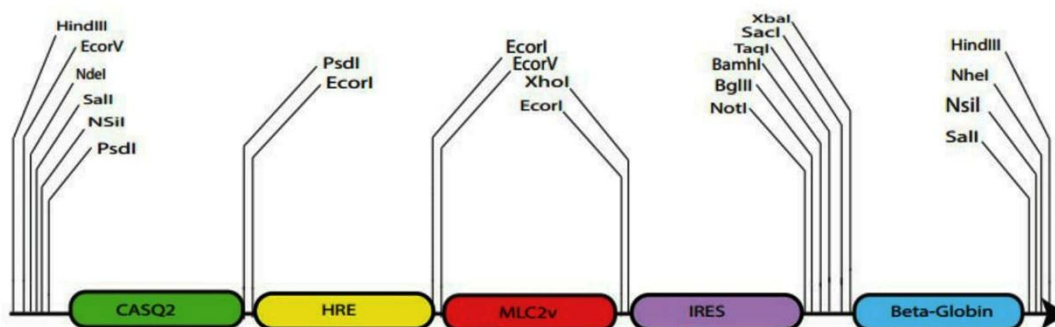 HindIII
EcorV
NdeI
SalI
NSiI
PsdI
PsdI
EcorI
EcorI
EcorV
XhoI
EcorI
XbaI
SacI
TaqI
BamhI
BglII
NotI
HindIII
NheI
NsiI
SalI
CASQ2
HRE
MLC2v
IRES
Beta-Globin